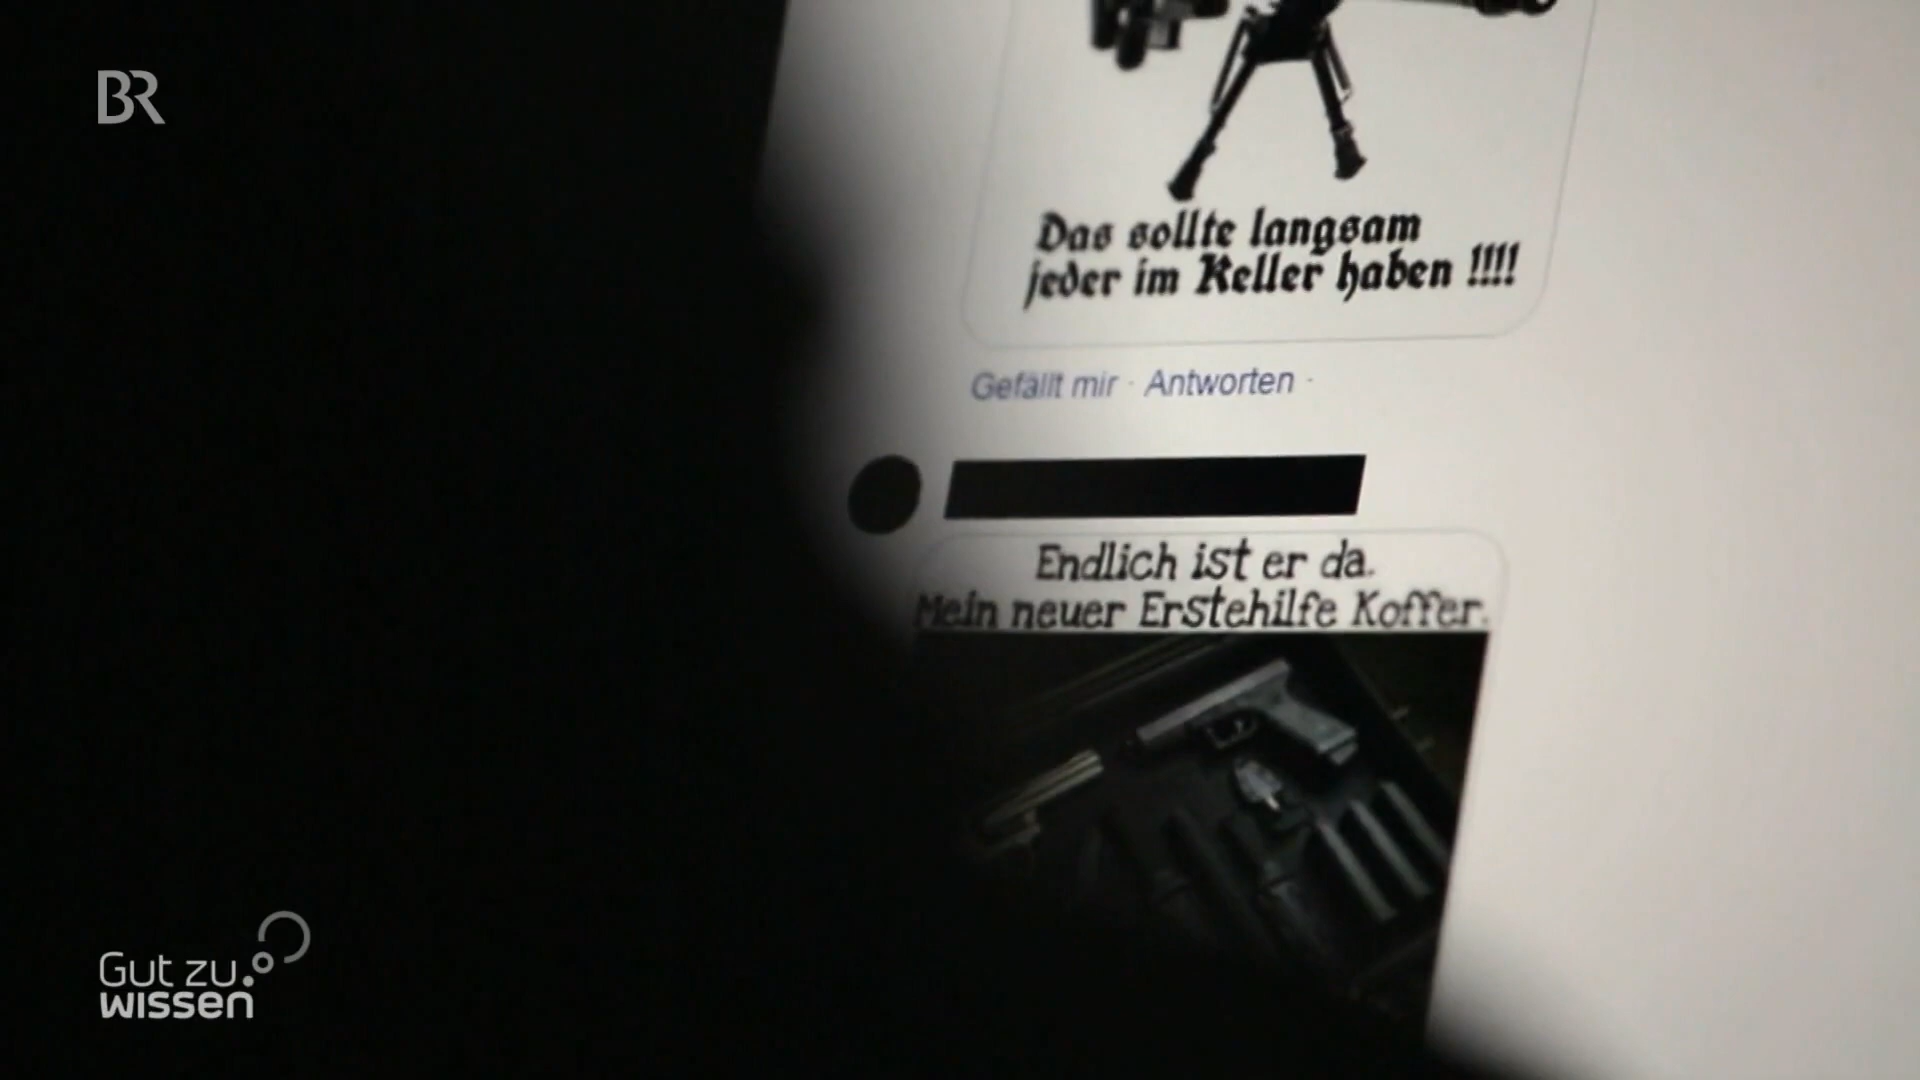 BR
Das sollte langsam
jeder im Keller haben !!!!
Gefällt mir · Antworten ·
Endlich ist er da.
Mein neuer Erstehilfe Koffer.
Gut zu
wissen